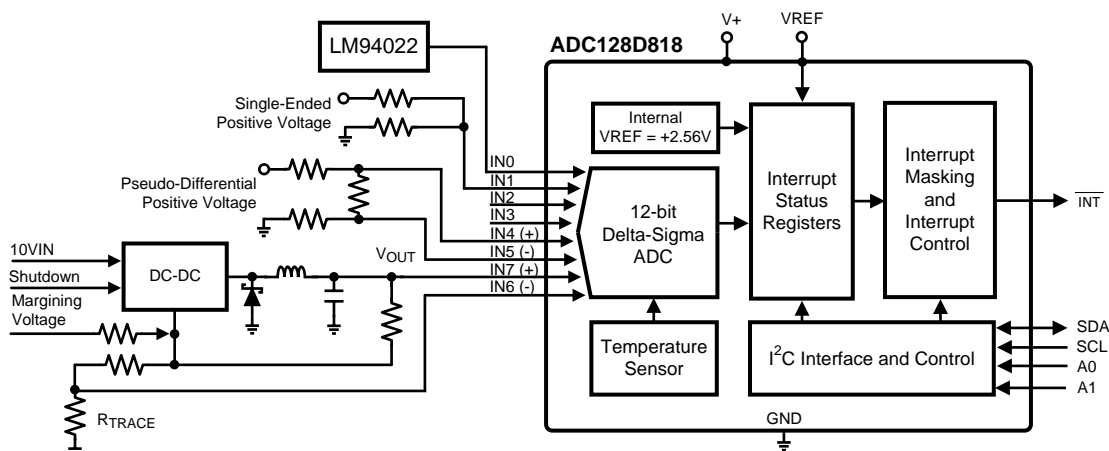 V+
VREF
ADC128D818
LM94022
Single-Ended
Positive Voltage
Internal
VREF = +2.56V
Pseudo-Differential
Positive Voltage
IN0
IN1
IN2
IN3
IN4 (+)
IN5 (-)
IN7 (+)
IN6 (-)
12-bit
Delta-Sigma
ADC
Interrupt
Status
Registers
Interrupt
Masking
and
Interrupt
Control
INT
10VIN
Shutdown
Margining
Voltage
DC-DC
VOUT
Temperature
Sensor
I2C Interface and Control
SDA
SCL
A0
A1
RTRACE
GND